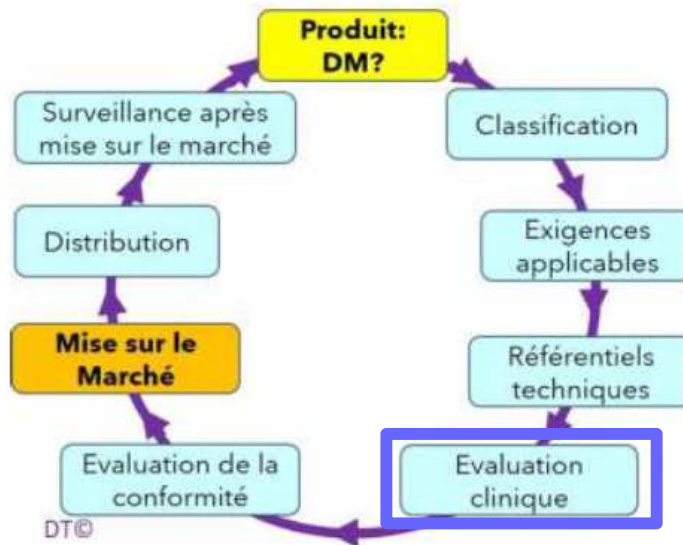 Produit:
DM?
Classification
Exigences
applicables
Référentiels
techniques
Evaluation
clinique
Evaluation de la
conformité
Mise sur le
Marché
Distribution
Surveillance après
mise sur le marché
DT©